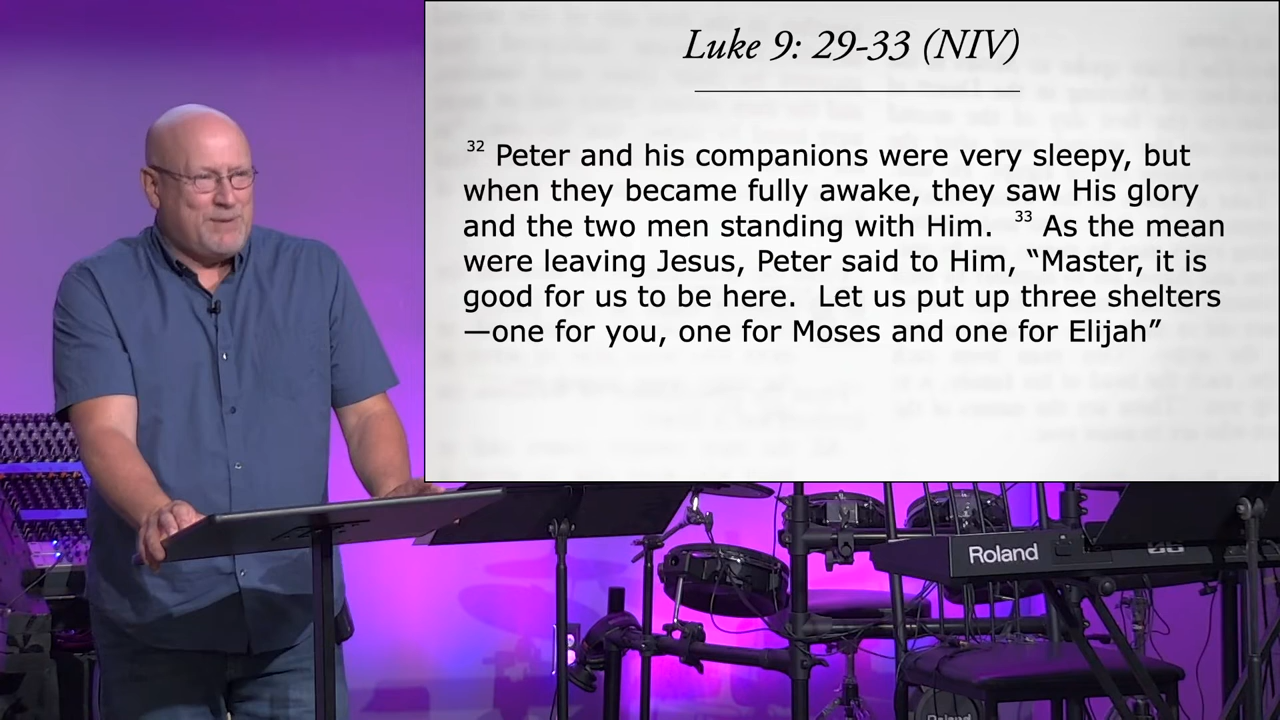 Luke 9: 29-33 (NIV)
32 Peter and his companions were very sleepy, but
when they became fully awake, they saw His glory
and the two men standing with Him. 33 As the mean
were leaving Jesus, Peter said to Him, “Master, it is
good for us to be here. Let us put up three shelters
—one for you, one for Moses and one for Elijah”
Roland
Roland